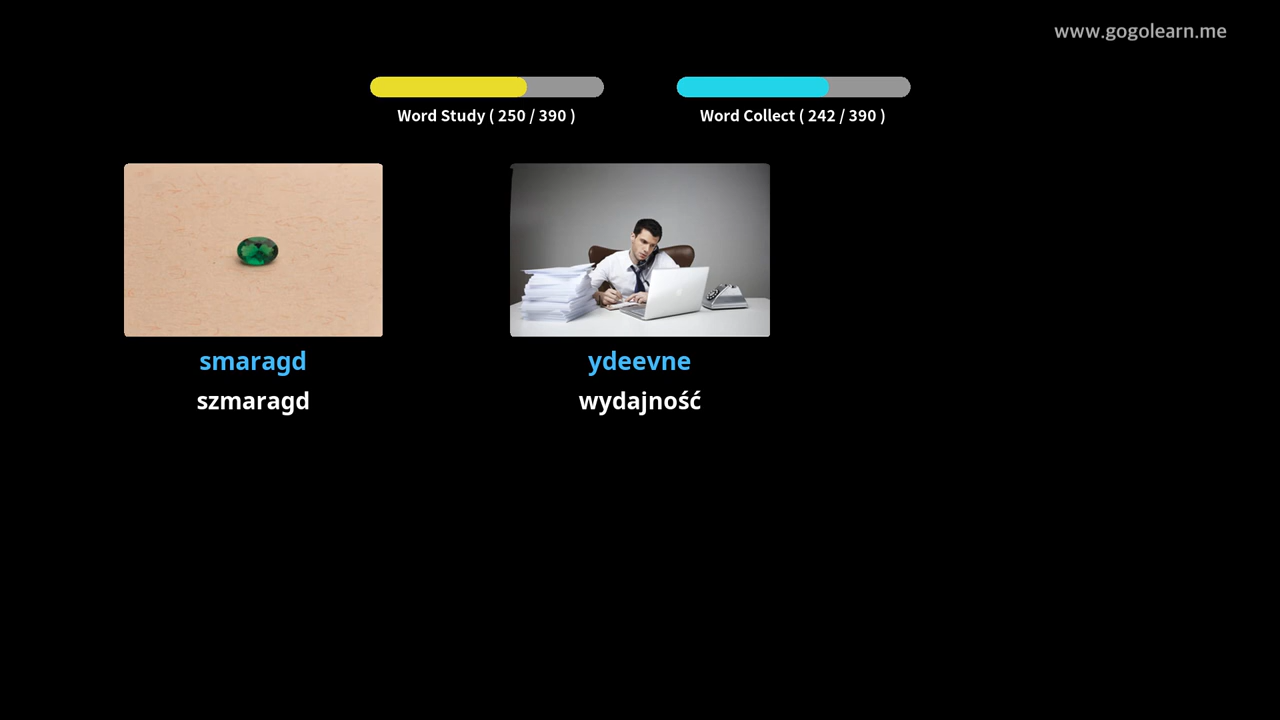 www.gogolearn.me
Word Study ( 250 / 390 )
Word Collect ( 242 / 390 )
smaragd
szmaragd
ydeevne
wydajność